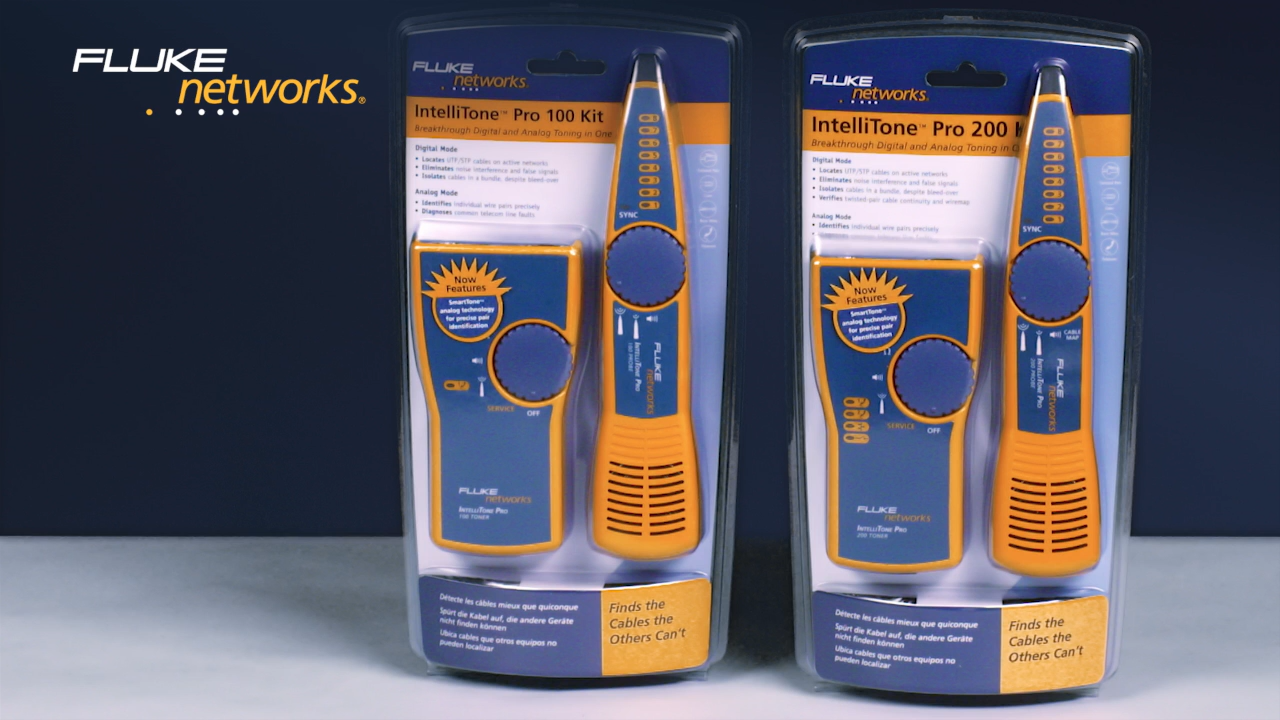 FLUKE
networks®
FLUKE
networks®
IntelliTone™ Pro 100 Kit
Breakthrough Digital and Analog Toning in One
Digital Mode
• Locates UTP/STP cables on active networks
• Eliminates noise interference and false signals
• Isolates cables in a bundle, despite bleed-over
Analog Mode
• Identifies individual wire pairs precisely
• Diagnoses common telecom line faults
SYNC
Now
Features
SmartTone™
analog technology
for precise pair
identification
SERVICE
OFF
FLUKE
networks
INTELLITONE PRO
100 TONER
FLUKE
networks
INTELLITONE PRO
100 PROBE
Détecte les câbles mieux que quiconque
Spürt die Kabel auf, die andere Geräte
nicht finden können
Ubica cables que otros equipos no
pueden localizar
Finds the
Cables the
Others Can't
FLUKE
networks®
IntelliTone™ Pro 200 K
Breakthrough Digital and Analog Toning in O
Digital Mode
• Locates UTP/STP cables on active networks
• Eliminates noise interference and false signals
• Isolates cables in a bundle, despite bleed-over
• Verifies twisted pair cable continuity and wiremap
Analog Mode
• Identifies individual wire pairs precisely
SYNC
Now
Features
SmartTone™
analog technology
for precise pair
identification
CABLE
MAP
SERVICE
OFF
FLUKE
networks
INTELLITONE PRO
200 TONER
FLUKE
networks
INTELLITONE PRO
200 PROBE
Détecte les câbles mieux que quiconque
Spürt die Kabel auf, die andere Geräte
nicht finden können
Ubica cables que otros equipos no
pueden localizar
Finds the
Cables the
Others Can't